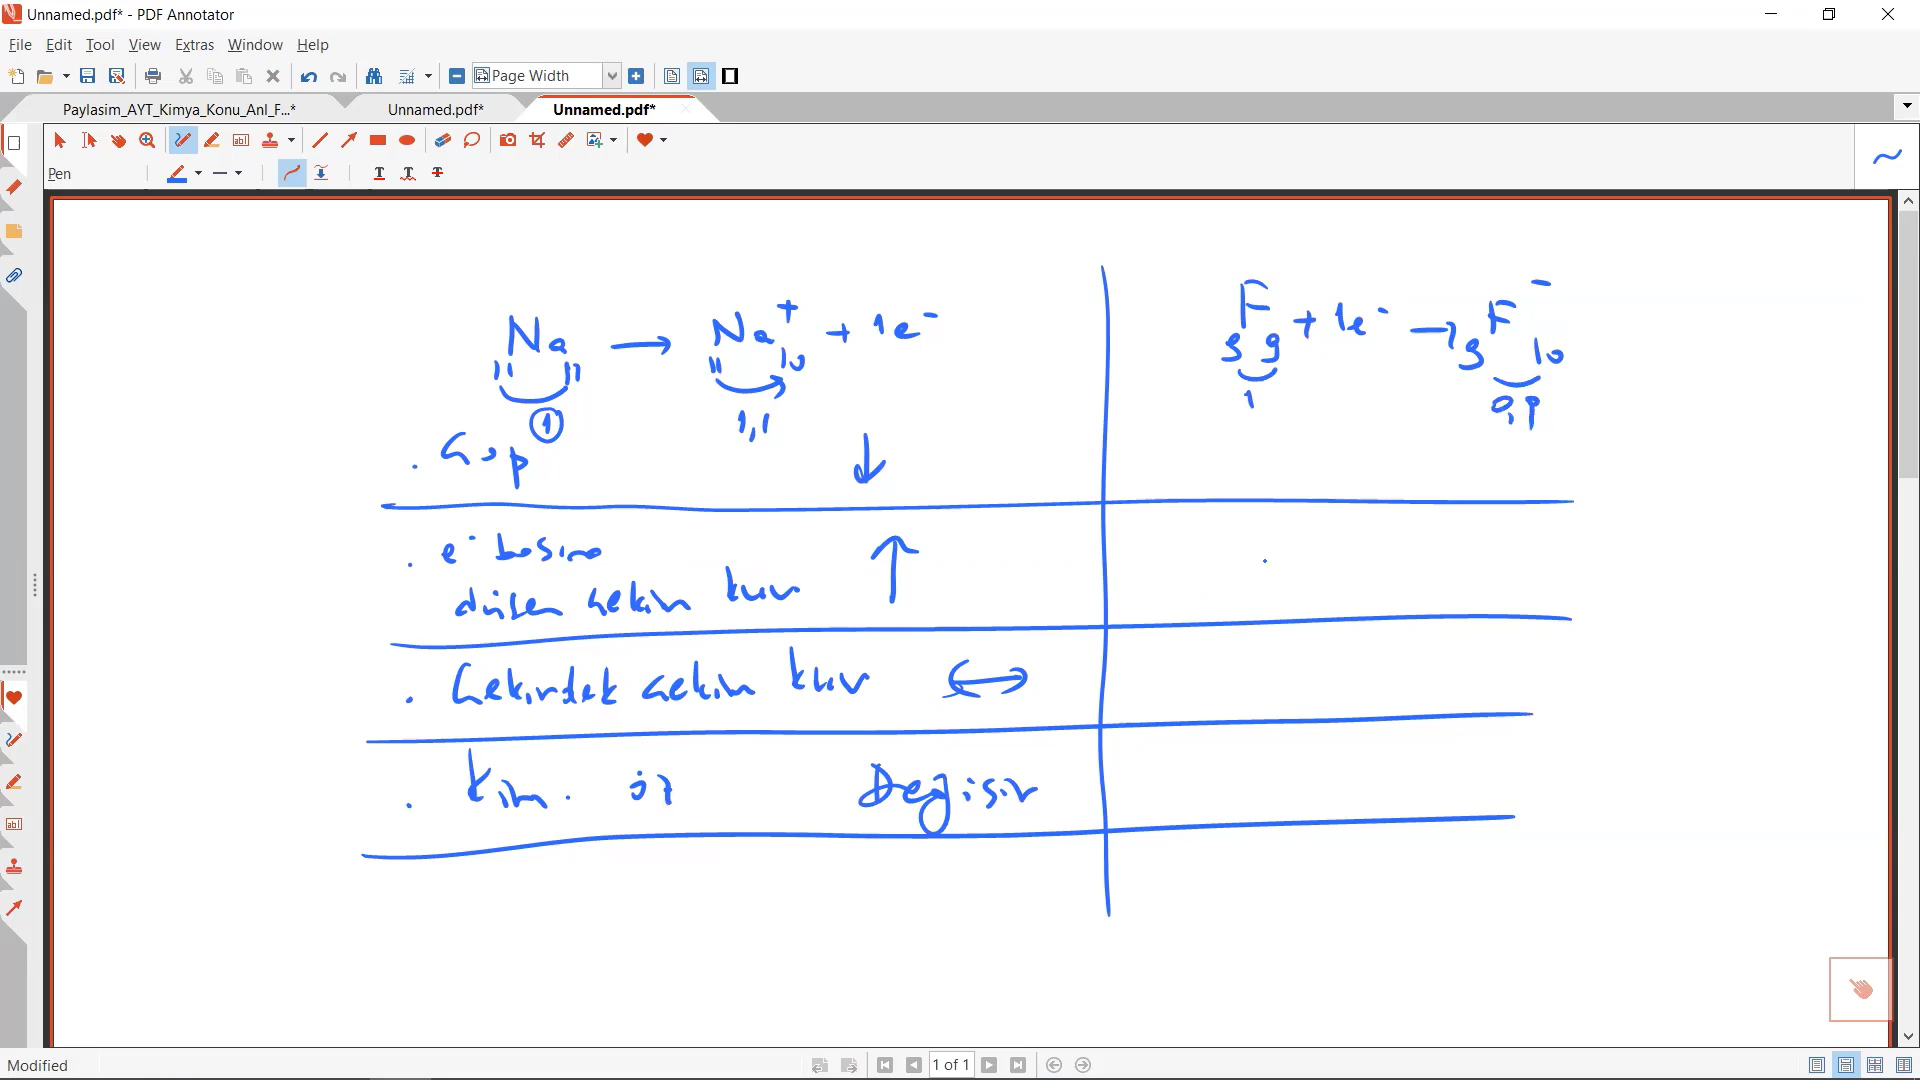 Unnamed.pdf* - PDF Annotator
File Edit Tool View Extras Window Help
Page Width
Paylasim_AYT_Kimya_Konu_Anl_F...* Unnamed.pdf* Unnamed.pdf*
Pen
Na → Na⁺ + 1e⁻
11 11 11 10
1 1,1
F + 1e⁻ → F⁻
9 9 9 10
1 0,9
. Çap ↓
. e⁻ başına
düşen çekim kuv ↑
. Çekirdek çekim kuv ↔
. Kim. öz Değişir
Modified 1 of 1